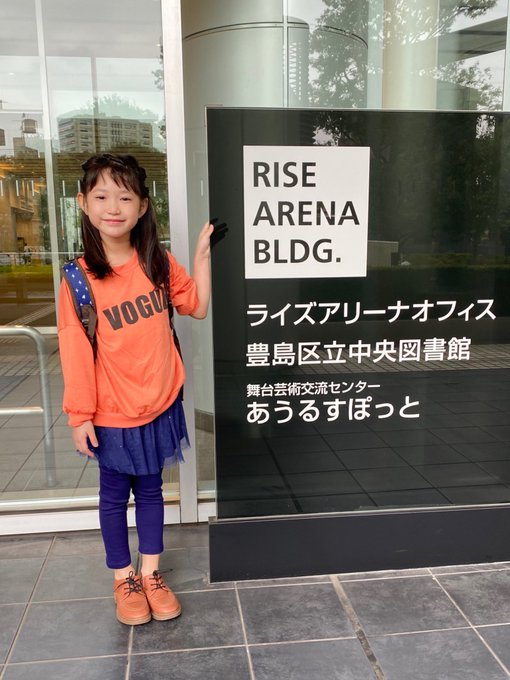 VOGUE
RISE
ARENA
BLDG.
ライズアリーナオフィス
豊島区立中央図書館
舞台芸術交流センター
あうるすぽっと